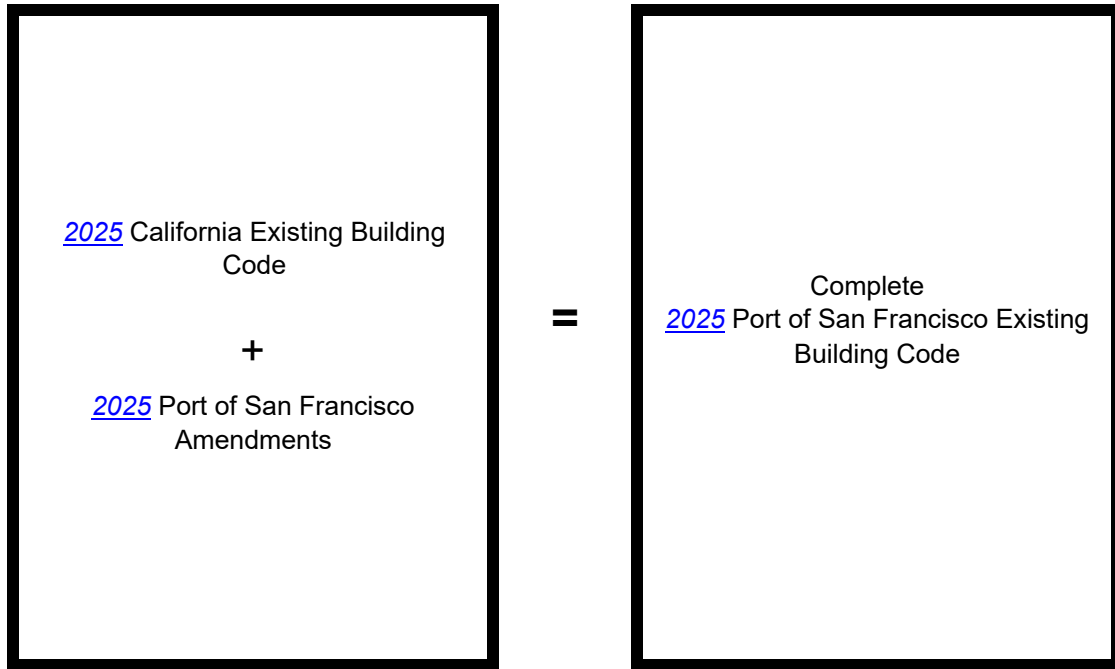 2025 California Existing Building
Code
+
2025 Port of San Francisco
Amendments
=
Complete
2025 Port of San Francisco Existing
Building Code